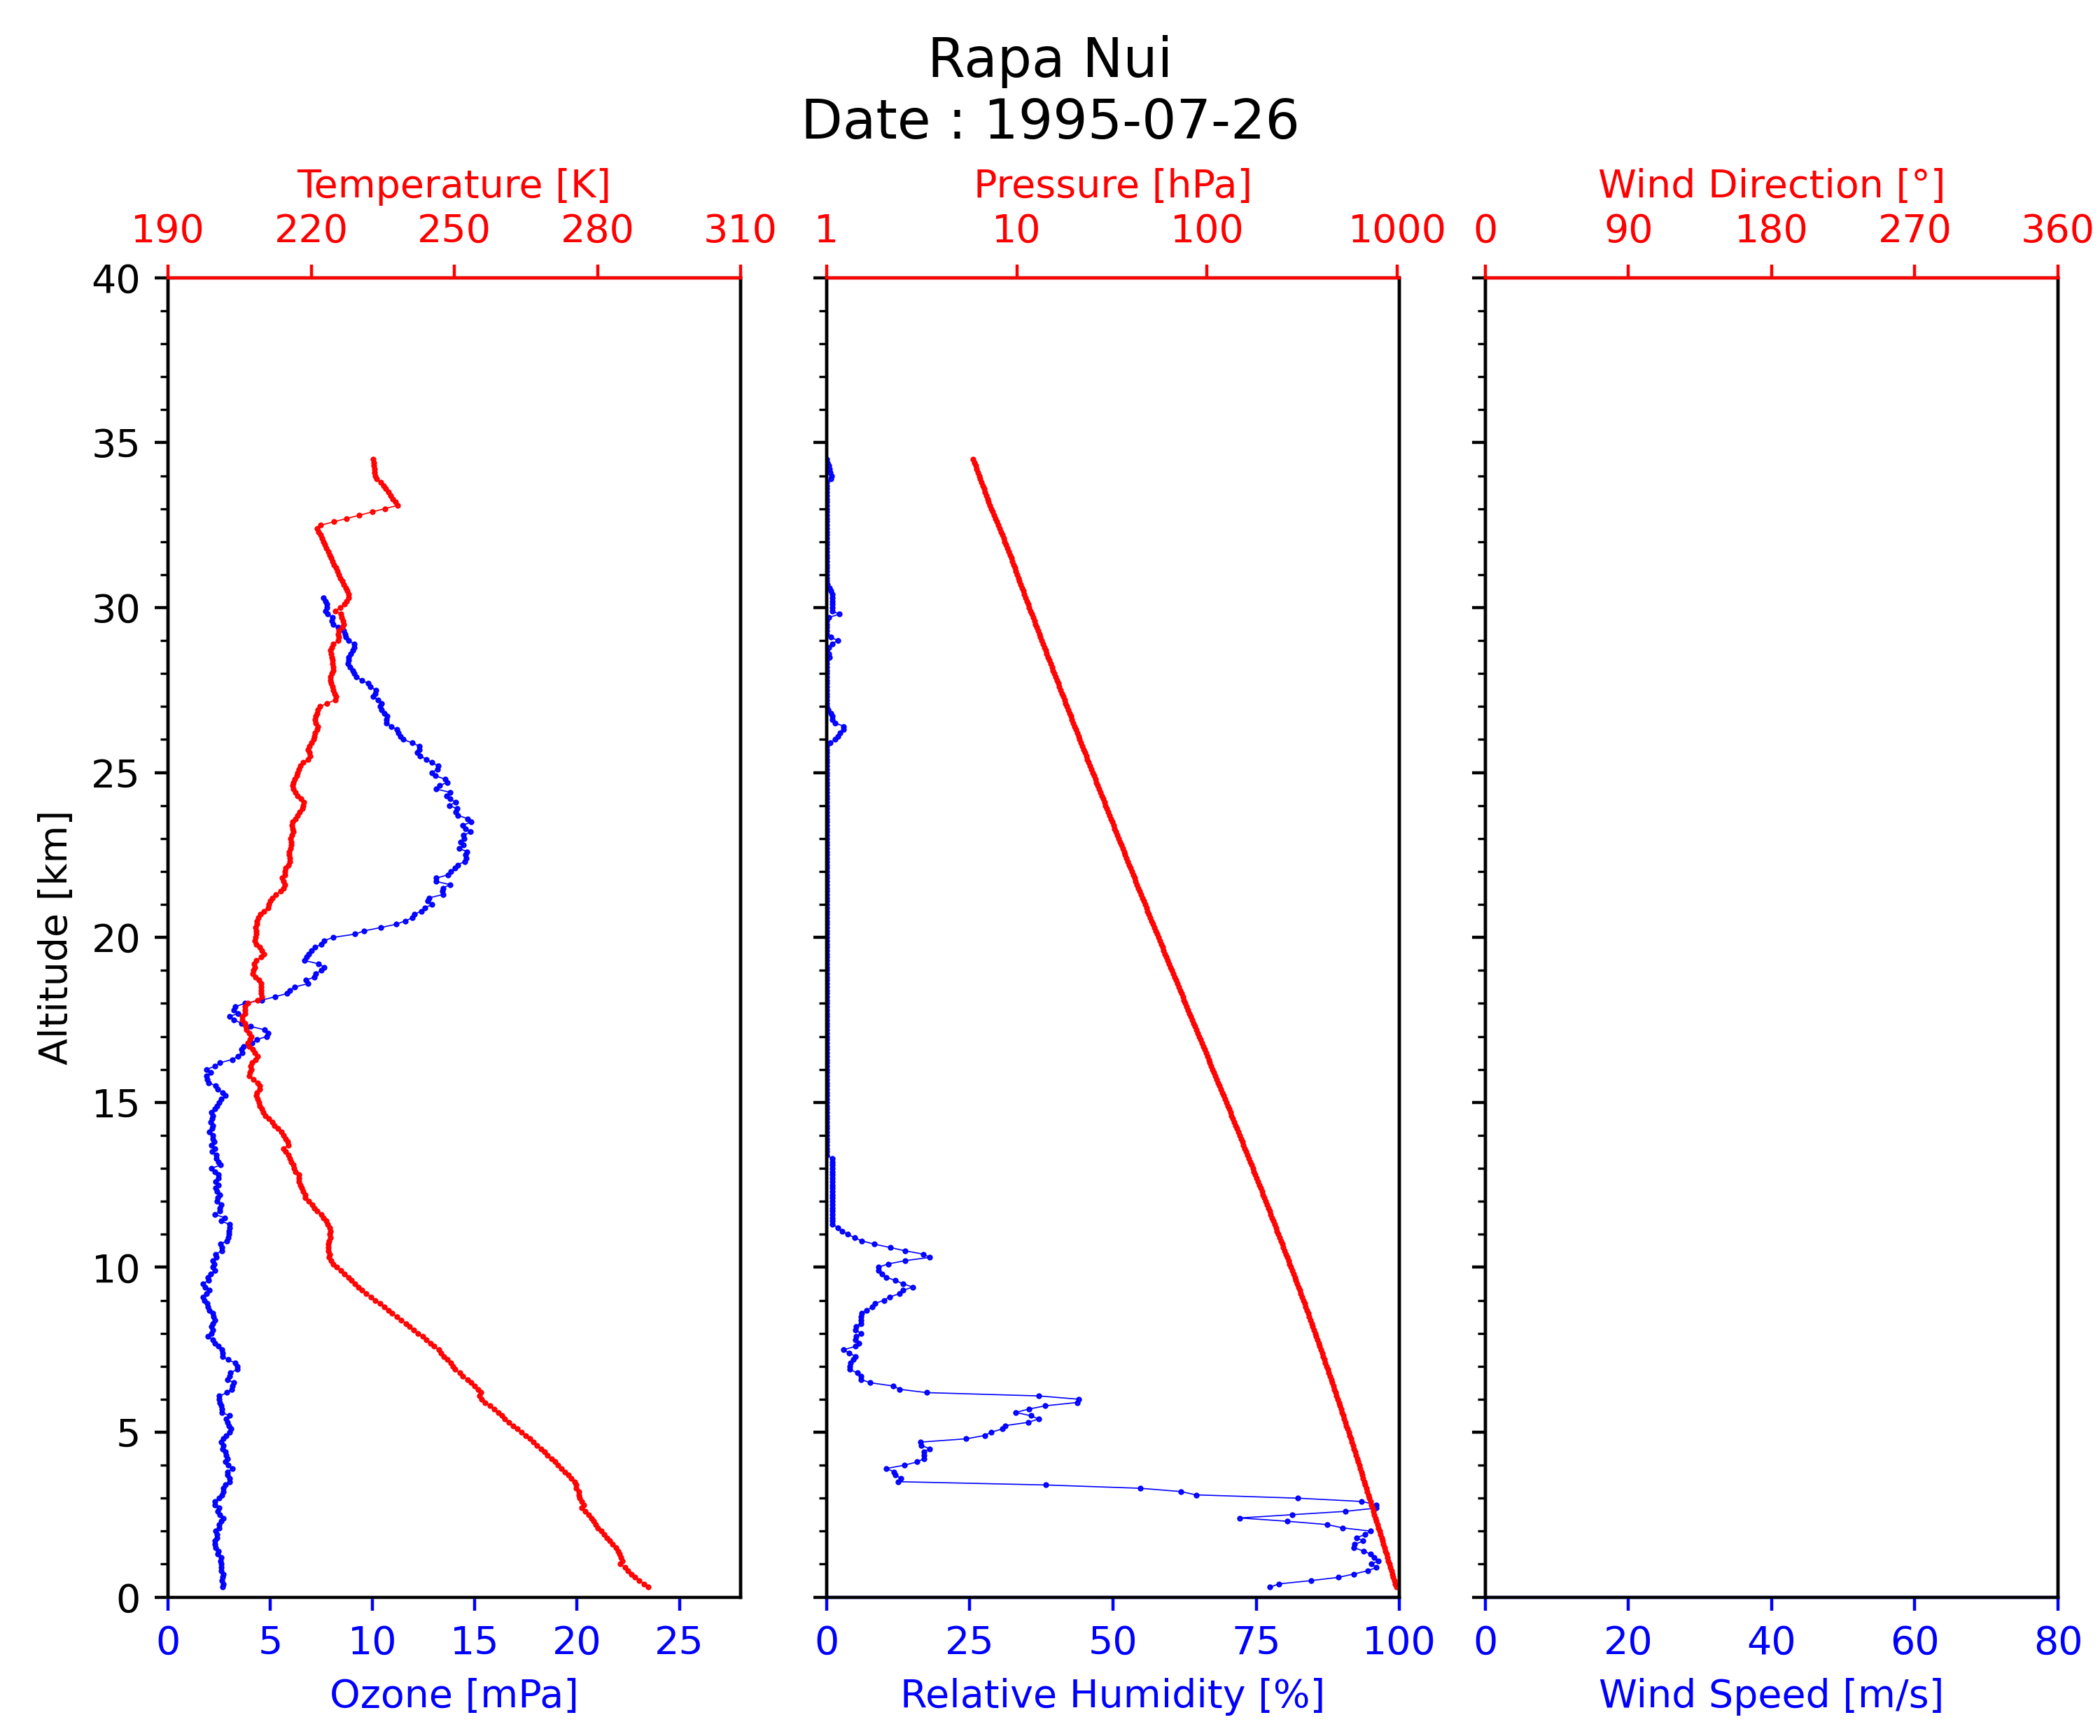 Rapa Nui
Date : 1995-07-26
Temperature [K]
190 220 250 280 310
Pressure [hPa]
1 10 100 1000
Wind Direction [°]
0 90 180 270 360
Altitude [km]
40
35
30
25
20
15
10
5
0
0 5 10 15 20 25
Ozone [mPa]
0 25 50 75 100
Relative Humidity [%]
0 20 40 60 80
Wind Speed [m/s]